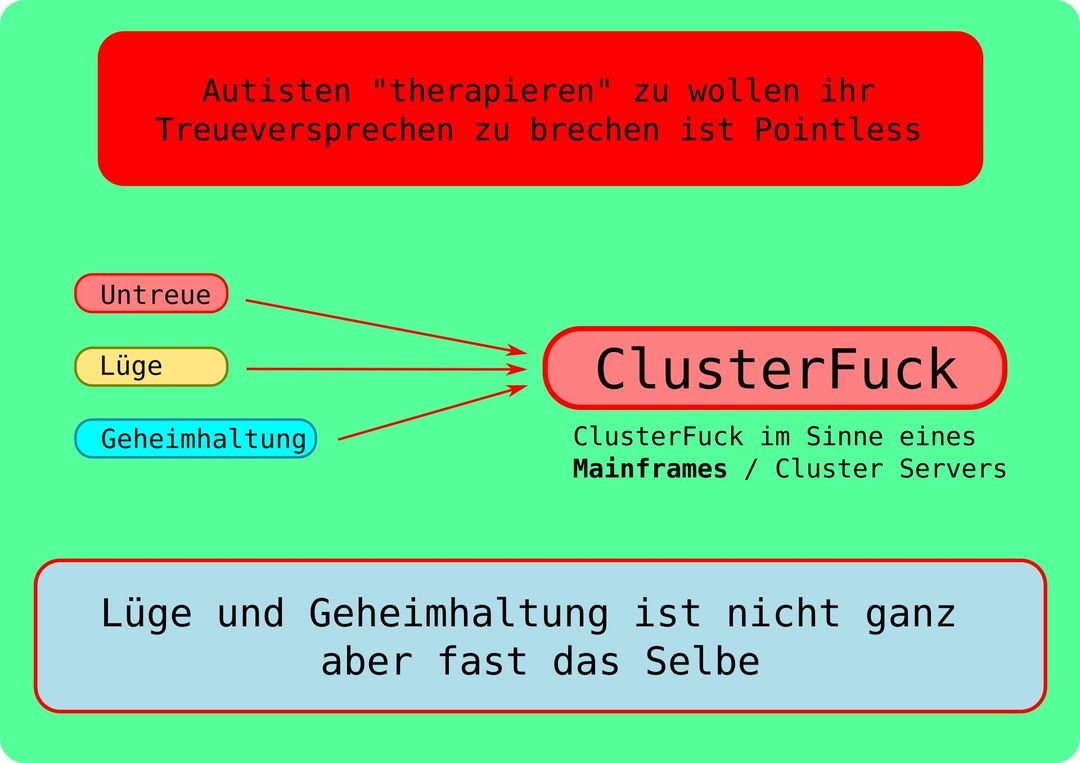 Autisten "therapieren" zu wollen ihr
Treueversprechen zu brechen ist Pointless
Untreue
Lüge
Geheimhaltung
ClusterFuck
ClusterFuck im Sinne eines
Mainframes / Cluster Servers
Lüge und Geheimhaltung ist nicht ganz
aber fast das Selbe